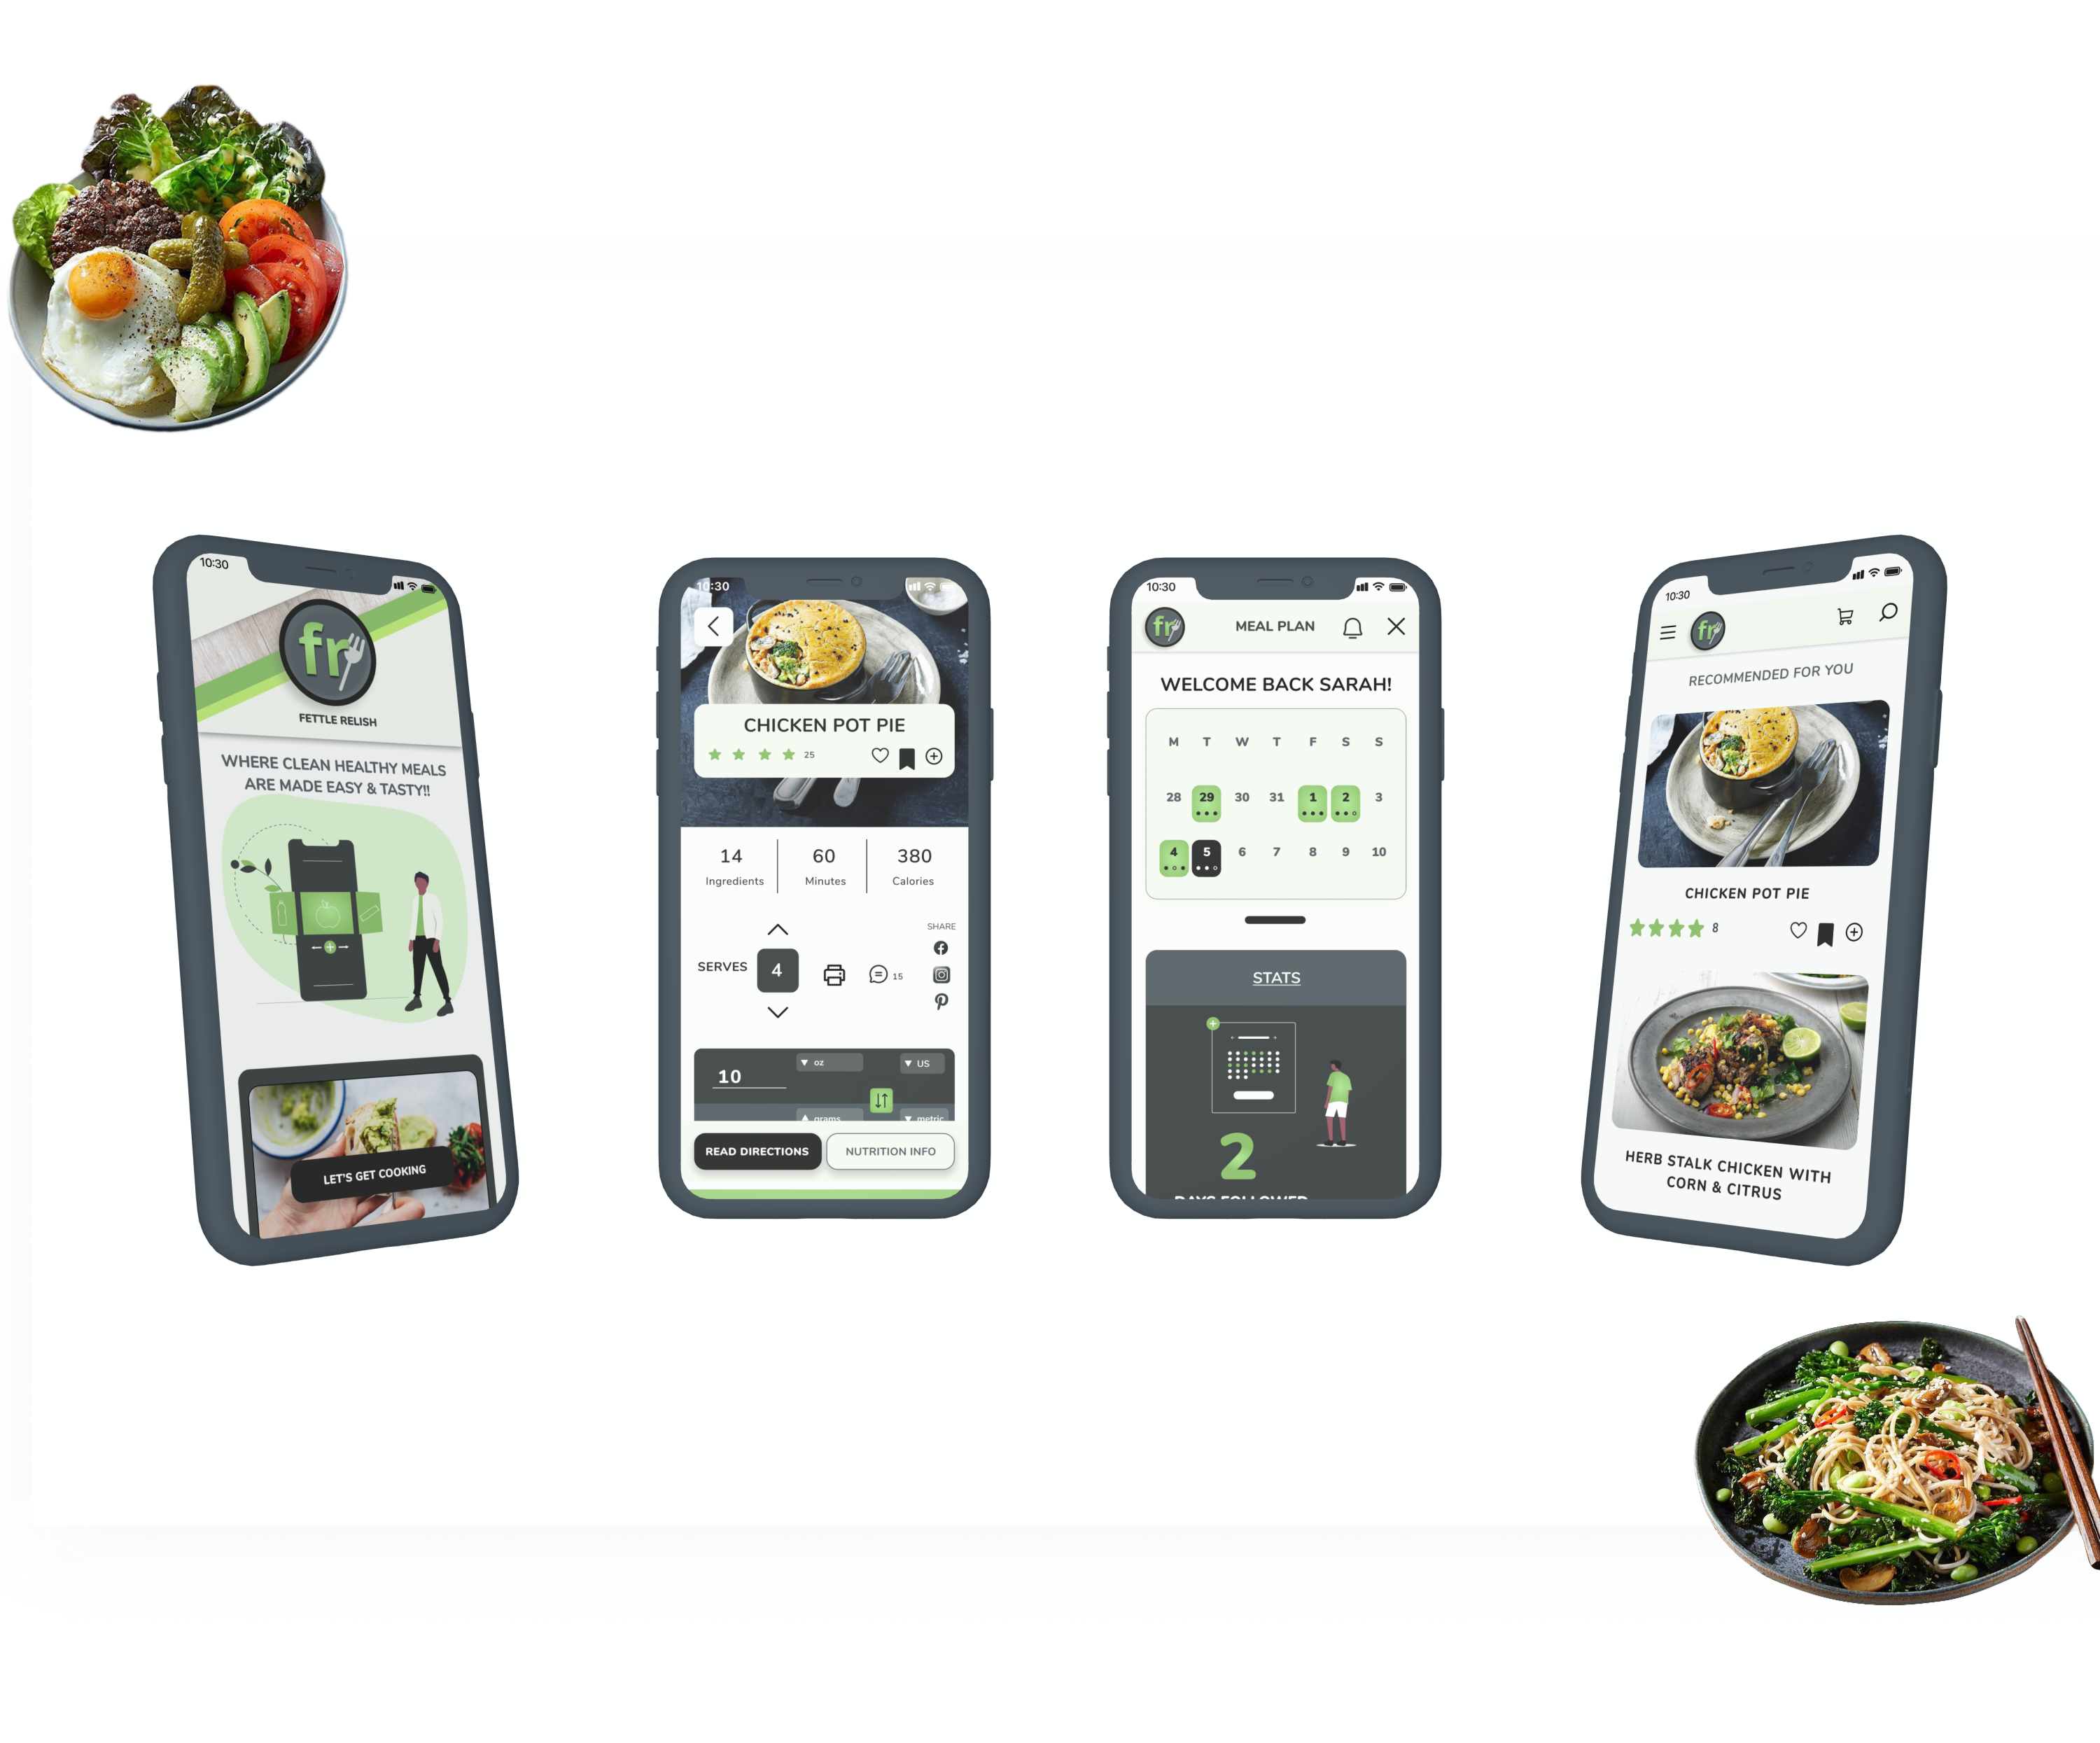 10:30
fr
FETTLE RELISH
WHERE CLEAN HEALTHY MEALS
ARE MADE EASY & TASTY!!
LET'S GET COOKING
10:30
CHICKEN POT PIE
25
14 60 380
Ingredients Minutes Calories
SHARE
SERVES 4 15
10 oz US
grams metric
READ DIRECTIONS NUTRITION INFO
10:30
fr MEAL PLAN
WELCOME BACK SARAH!
M T W T F S S
28 29 30 31 1 2 3
4 5 6 7 8 9 10
STATS
2
DAYS FOLLOWED
10:30
fr
RECOMMENDED FOR YOU
CHICKEN POT PIE
8
HERB STALK CHICKEN WITH
CORN & CITRUS